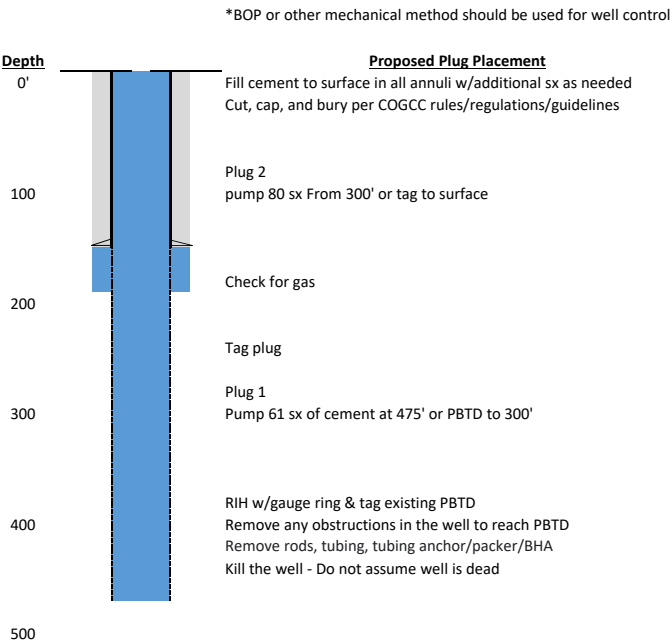 *BOP or other mechanical method should be used for well control
Depth
Proposed Plug Placement
0'
Fill cement to surface in all annuli w/additional sx as needed
Cut, cap, and bury per COGCC rules/regulations/guidelines
Plug 2
100
pump 80 sx From 300' or tag to surface
Check for gas
200
Tag plug
Plug 1
300
Pump 61 sx of cement at 475' or PBTD to 300'
RIH w/gauge ring & tag existing PBTD
400
Remove any obstructions in the well to reach PBTD
Remove rods, tubing, tubing anchor/packer/BHA
Kill the well - Do not assume well is dead
500